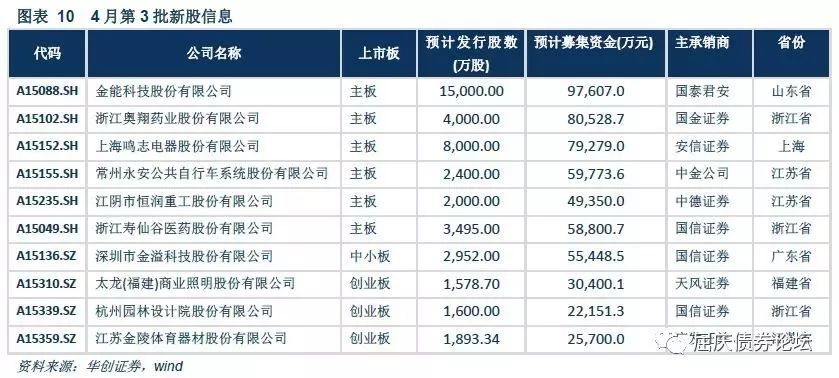 图表 10 4月第3批新股信息
代码 公司名称 上市板 预计发行股数(万股) 预计募集资金(万元) 主承销商 省份
A15088.SH 金能科技股份有限公司 主板 15,000.00 97,607.0 国泰君安 山东省
A15102.SH 浙江奥翔药业股份有限公司 主板 4,000.00 80,528.7 国金证券 浙江省
A15152.SH 上海鸣志电器股份有限公司 主板 8,000.00 79,279.0 安信证券 上海
A15155.SH 常州永安公共自行车系统股份有限公司 主板 2,400.00 59,773.6 中金公司 江苏省
A15235.SH 江阴市恒润重工股份有限公司 主板 2,000.00 49,350.0 中德证券 江苏省
A15049.SH 浙江寿仙谷医药股份有限公司 主板 3,495.00 58,800.7 国信证券 浙江省
A15136.SZ 深圳市金溢科技股份有限公司 中小板 2,952.00 55,448.5 国信证券 广东省
A15310.SZ 太龙(福建)商业照明股份有限公司 创业板 1,578.70 30,400.1 天风证券 福建省
A15339.SZ 杭州园林设计院股份有限公司 创业板 1,600.00 22,151.3 国信证券 浙江省
A15359.SZ 江苏金陵体育器材股份有限公司 创业板 1,893.34 25,700.0
屈庆债券论坛
资料来源：华创证券，wind